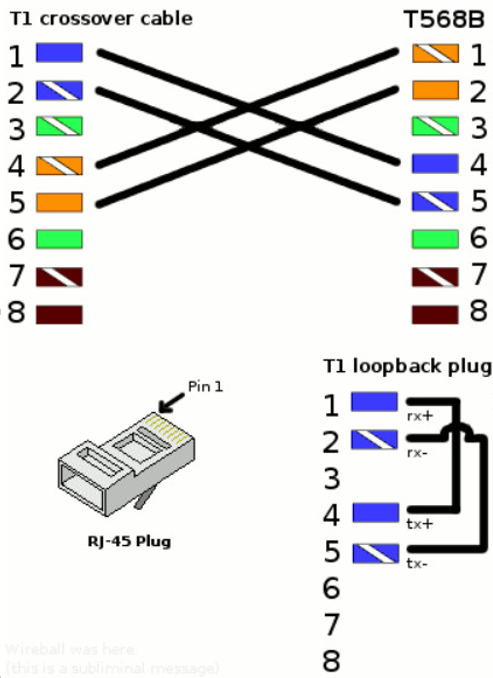 T1 crossover cable
T568B
1 1
2 2
3 3
4 4
5 5
6 6
7 7
8 8
T1 loopback plug
Pin 1
RJ-45 Plug
1 rx+
2 rx-
3
4 tx+
5 tx-
6
7
8
Wireball was here.
(this is a subliminal message)